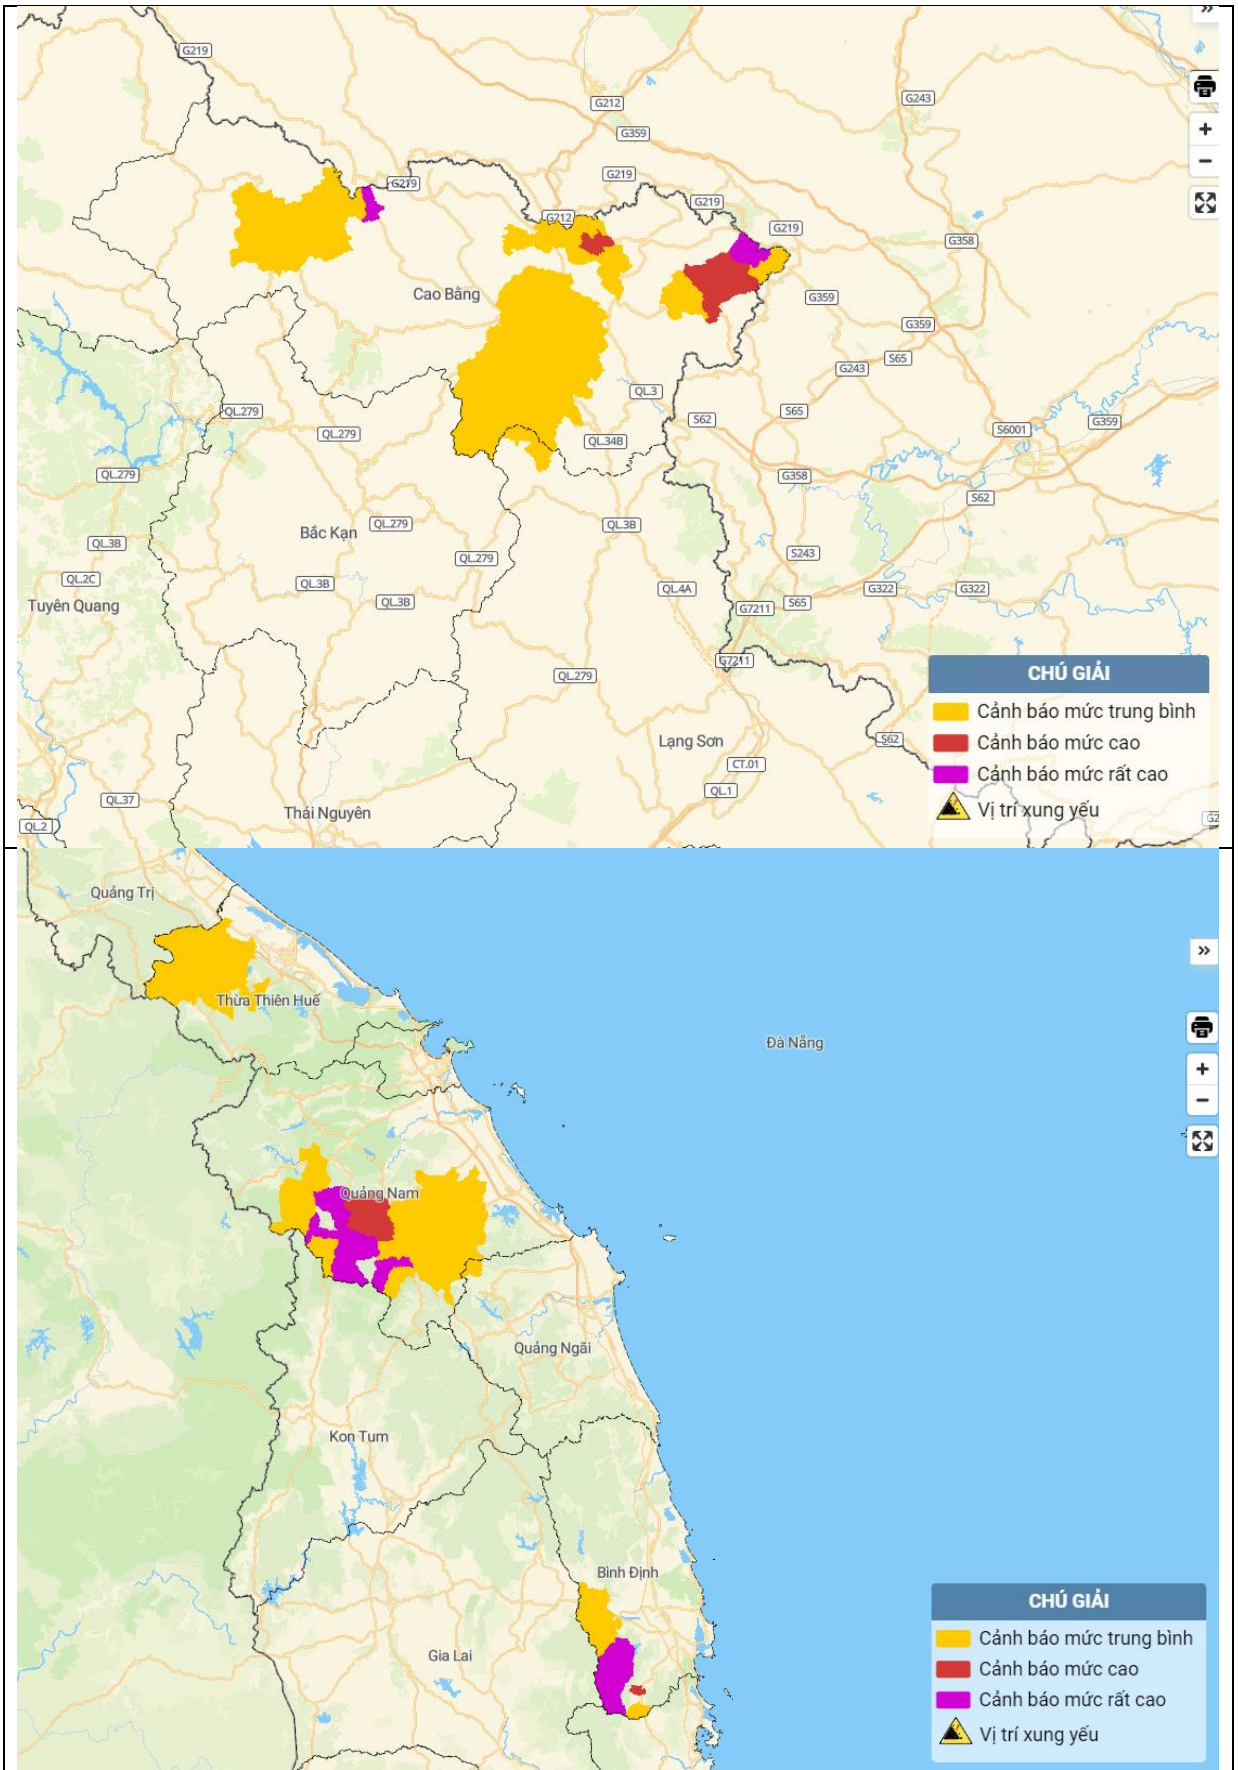 »
G219
G212
G243
G359
G219
G219
G219
G212
G219
G358
Cao Bằng
G359
G359
S65
G243
QL.3
QL.279
QL.279
S62
S65
S6001
G359
QL.34B
QL.279
G358
S62
Bắc Kạn
QL.279
QL.3B
QL.3B
QL.279
S243
QL.2C
QL.3B
QL.3B
QL.4A
G322
G322
Tuyên Quang
G7211
S65
G7211
QL.279
CHÚ GIẢI
Cảnh báo mức trung bình
Lạng Sơn
S62
Cảnh báo mức cao
CT.01
Cảnh báo mức rất cao
QL.1
QL.37
Thái Nguyên
Vị trí xung yếu
QL.2
Quảng Trị
»
Thừa Thiên Huế
Đà Nẵng
Quảng Nam
Quảng Ngãi
Kon Tum
Bình Định
CHÚ GIẢI
Cảnh báo mức trung bình
Gia Lai
Cảnh báo mức cao
Cảnh báo mức rất cao
Vị trí xung yếu